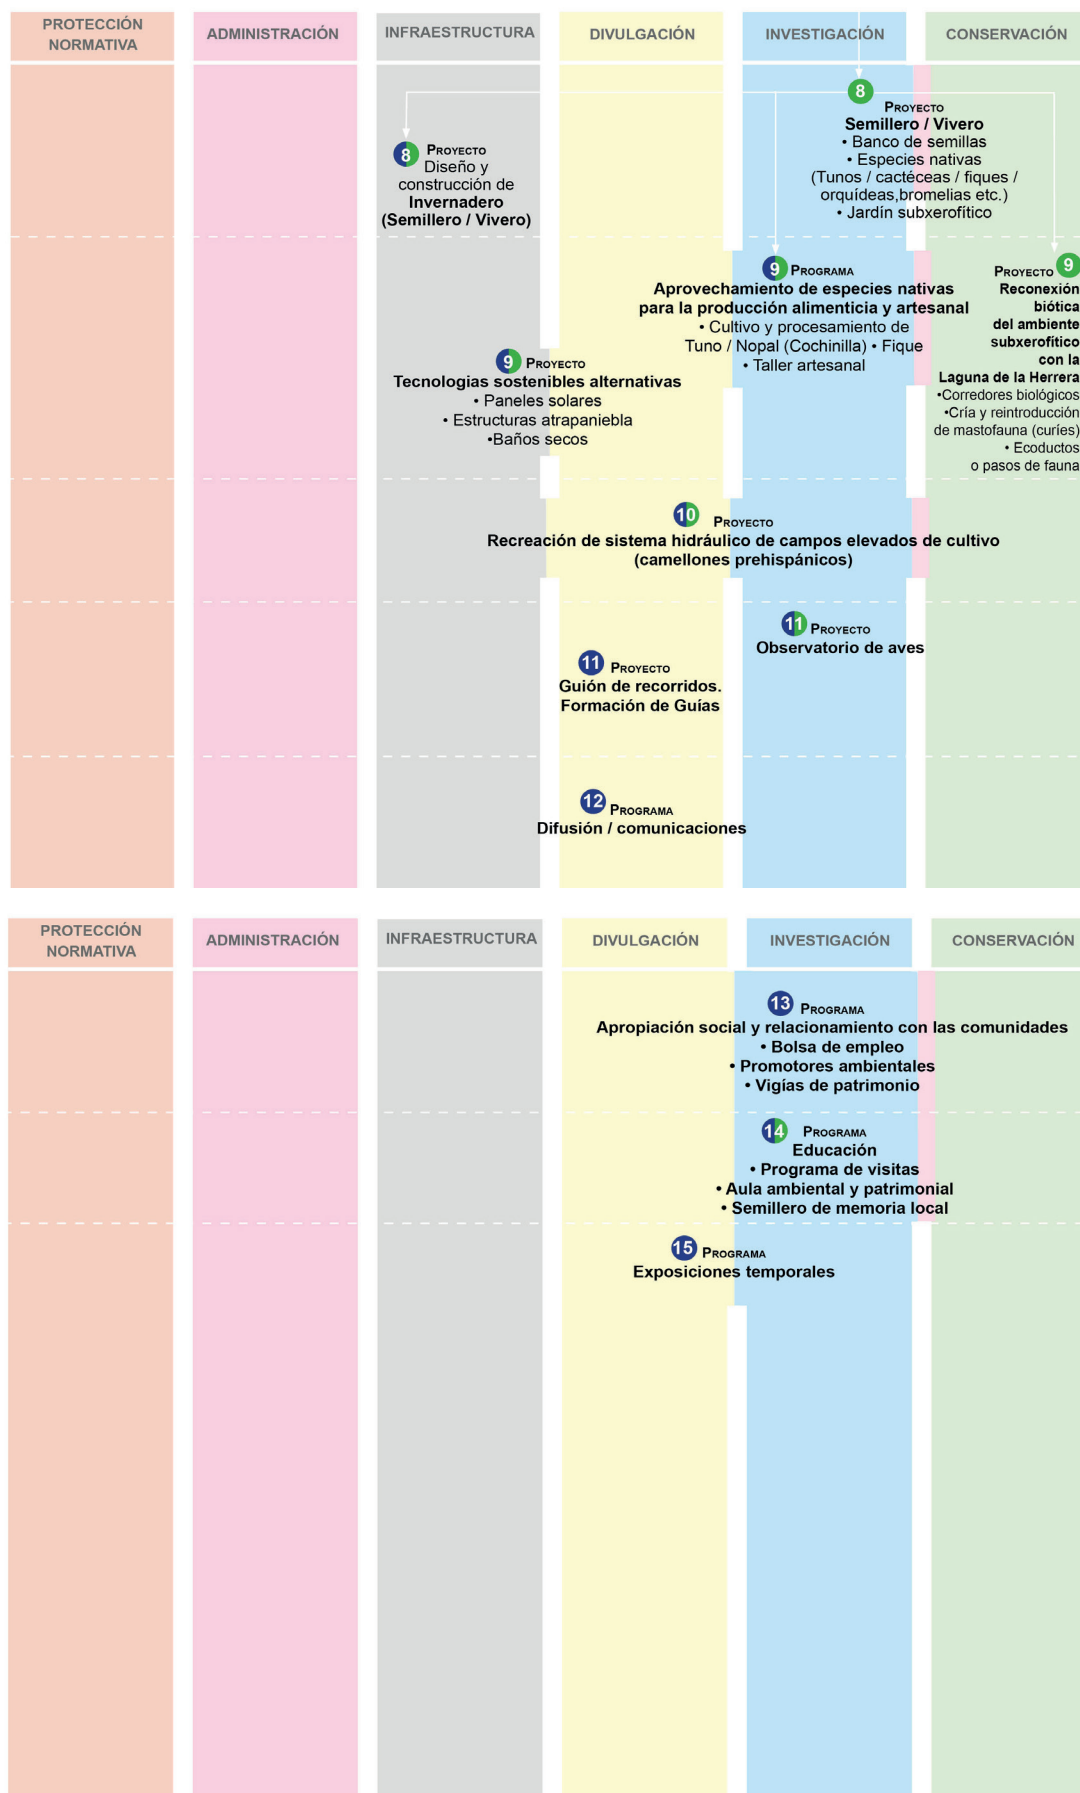 PROTECCIÓN
NORMATIVA
ADMINISTRACIÓN
INFRAESTRUCTURA
DIVULGACIÓN
INVESTIGACIÓN
CONSERVACIÓN
8
PROYECTO
Semillero / Vivero
• Banco de semillas
• Especies nativas
(Tunos / cactéceas / fiques /
orquídeas,bromelias etc.)
• Jardín subxerofítico
8 PROYECTO
Diseño y
construcción de
Invernadero
(Semillero / Vivero)
9 PROGRAMA
Aprovechamiento de especies nativas
para la producción alimenticia y artesanal
• Cultivo y procesamiento de
Tuno / Nopal (Cochinilla) • Fique
• Taller artesanal
PROYECTO 9
Reconexión
biótica
del ambiente
subxerofítico
con la
Laguna de la Herrera
•Corredores biológicos
•Cría y reintroducción
de mastofauna (curíes)
• Ecoductos
o pasos de fauna
9 PROYECTO
Tecnologias sostenibles alternativas
• Paneles solares
• Estructuras atrapaniebla
•Baños secos
10 PROYECTO
Recreación de sistema hidráulico de campos elevados de cultivo
(camellones prehispánicos)
11 PROYECTO
Observatorio de aves
11 PROYECTO
Guión de recorridos.
Formación de Guías
12 PROGRAMA
Difusión / comunicaciones
PROTECCIÓN
NORMATIVA
ADMINISTRACIÓN
INFRAESTRUCTURA
DIVULGACIÓN
INVESTIGACIÓN
CONSERVACIÓN
13 PROGRAMA
Apropiación social y relacionamiento con las comunidades
• Bolsa de empleo
• Promotores ambientales
• Vigías de patrimonio
14 PROGRAMA
Educación
• Programa de visitas
• Aula ambiental y patrimonial
• Semillero de memoria local
15 PROGRAMA
Exposiciones temporales